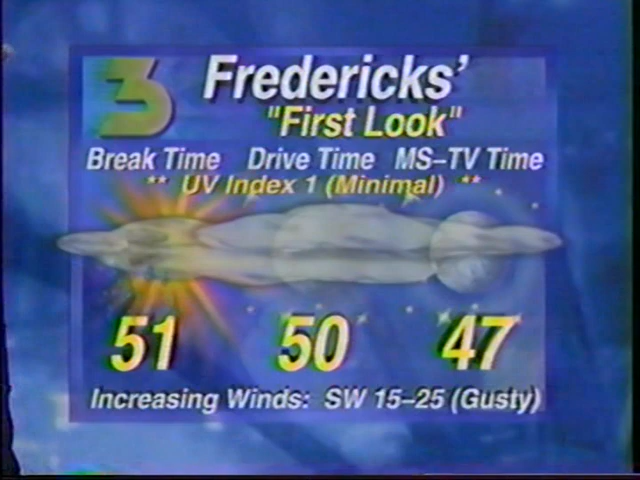 3
Fredericks'
"First Look"
Break Time Drive Time MS-TV Time
** UV Index 1 (Minimal) **
51 50 47
Increasing Winds: SW 15-25 (Gusty)